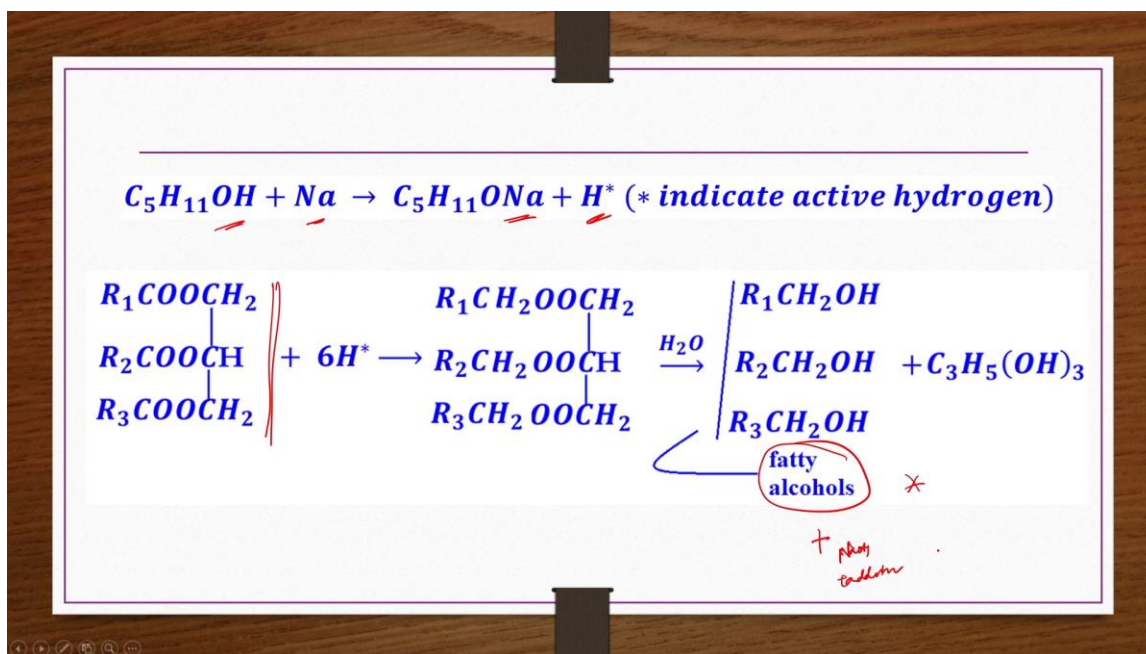 C₅H₁₁OH + Na → C₅H₁₁ONa + H* (* indicate active hydrogen)
R₁COOCH₂ R₁CH₂OOCH₂ R₁CH₂OH
R₂COOCH + 6H* ⟶ R₂CH₂OOCH H₂O ⟶ R₂CH₂OH + C₃H₅(OH)₃
R₃COOCH₂ R₃CH₂OOCH₂ R₃CH₂OH
fatty
alcohols *
+